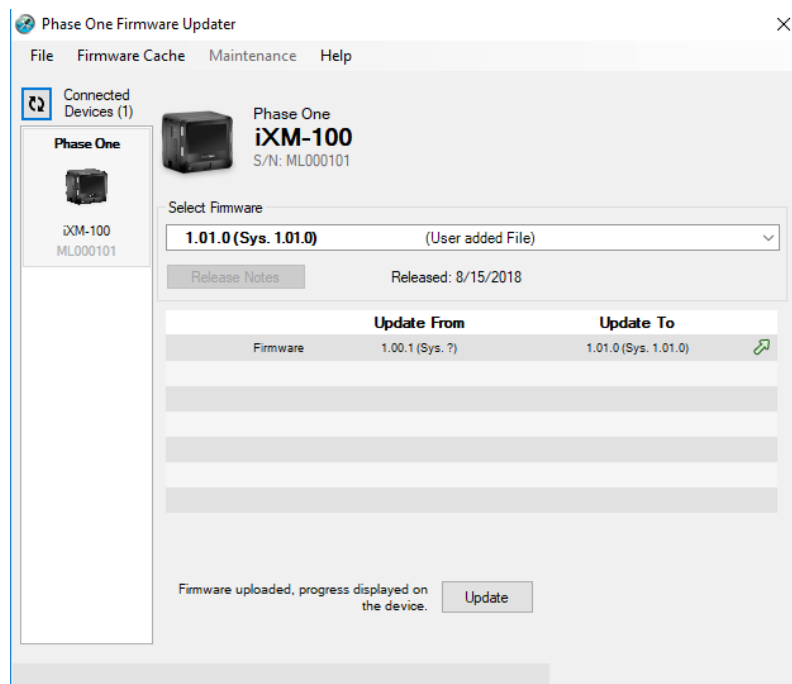 Phase One Firmware Updater
File Firmware Cache Maintenance Help
Connected
Devices (1)
Phase One
iXM-100
ML000101
Phase One
iXM-100
S/N: ML000101
Select Firmware
1.01.0 (Sys. 1.01.0) (User added File)
Release Notes Released: 8/15/2018
Update From Update To
Firmware 1.00.1 (Sys. ?) 1.01.0 (Sys. 1.01.0)
Firmware uploaded, progress displayed on
the device.
Update